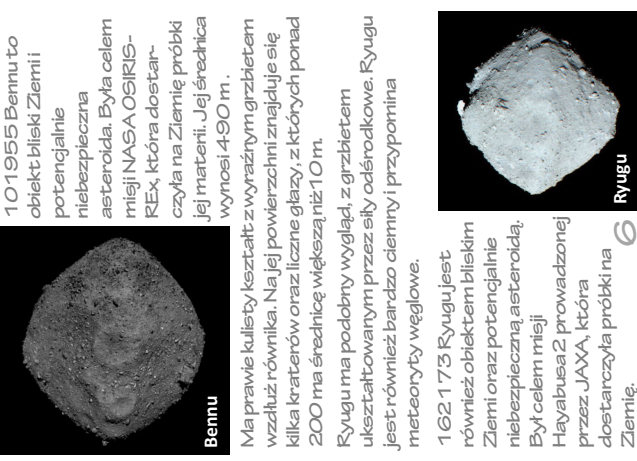 101955 Bennu to
obiekt bliski Ziemi i
potencjalnie
niebezpieczna
asteroida. Była celem
misji NASA OSIRIS-
REx, która dostar-
czyła na Ziemię próbki
jej materii. Jej średnica
wynosi 490 m .
Bennu
Ma prawie kulisty kształt z wyraźnym grzbietem
wzdłuż równika. Na jej powierzchni znajduje się
kilka kraterów oraz liczne głazy, z których ponad
200 ma średnicę większą niż 10 m.
Ryugu ma podobny wygląd, z grzbietem
ukształtowanym przez siły odśrodkowe. Ryugu
jest również bardzo ciemny i przypomina
meteoryty węglowe.
162173 Ryugu jest
również obiektem bliskim
Ziemi oraz potencjalnie
niebezpieczną asteroidą.
Był celem misji
Hayabusa2 prowadzonej
przez JAXA, która
dostarczyła próbki na
Ziemię.
Ryugu
6